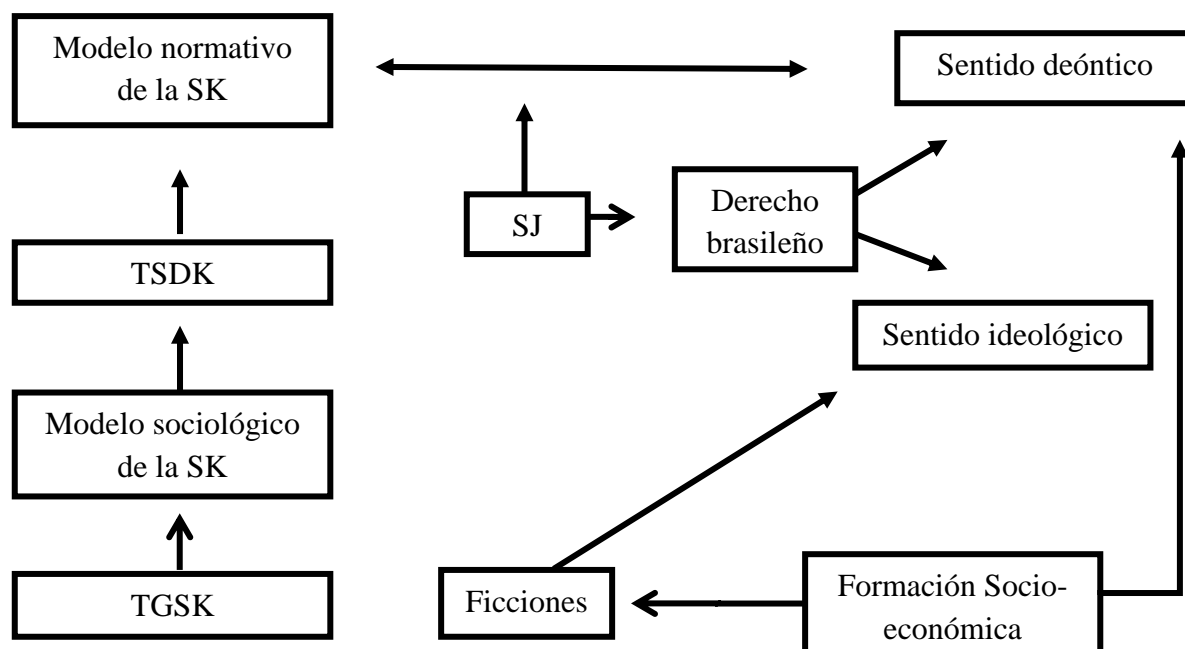 Modelo normativo
de la SK
Sentido deóntico
SJ
Derecho
brasileño
TSDK
Sentido ideológico
Modelo sociológico
de la SK
TGSK
Ficciones
Formación Socio-
económica